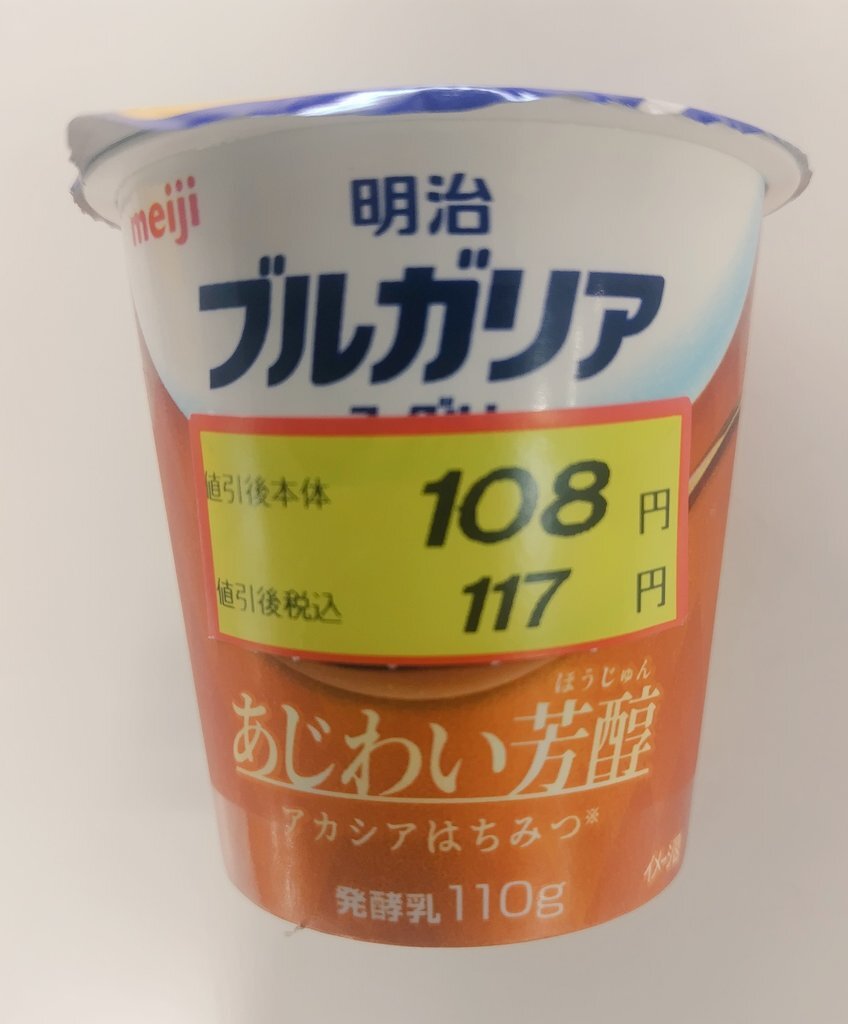 meiji
明治
ブルガリア
値引後本体 108 円
値引後税込 117 円
ほうじゅん
あじわい芳醇
アカシアはちみつ※
イメージ
発酵乳110g